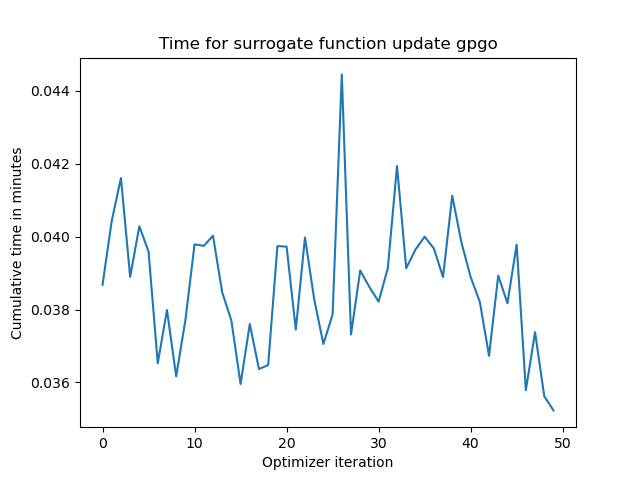 Time for surrogate function update gpgo
0.044
0.042
0.040
0.038
0.036
Cumulative time in minutes
0 10 20 30 40 50
Optimizer iteration